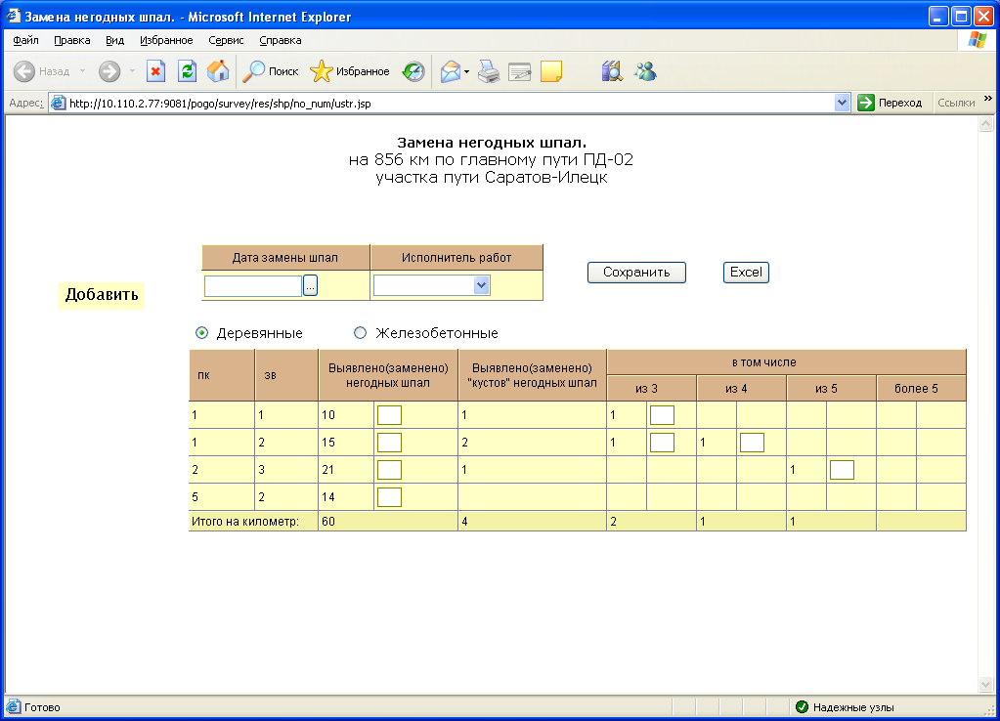 Замена негодных шпал. - Microsoft Internet Explorer
Файл Правка Вид Избранное Сервис Справка
Назад Поиск Избранное
Адрес: http://10.110.2.77:9081/pogo/survey/res/shp/no_num/ustr.jsp Переход Ссылки »
Замена негодных шпал.
на 856 км по главному пути ПД-02
участка пути Саратов-Илецк
Дата замены шпал Исполнитель работ
... Сохранить Excel
Добавить
Деревянные Железобетонные
пк зв Выявлено(заменено) негодных шпал Выявлено(заменено) "кустов" негодных шпал в том числе
из 3 из 4 из 5 более 5
1 1 10 1 1
1 2 15 2 1 1
2 3 21 1 1
5 2 14
Итого на километр: 60 4 2 1 1
Готово Надежные узлы